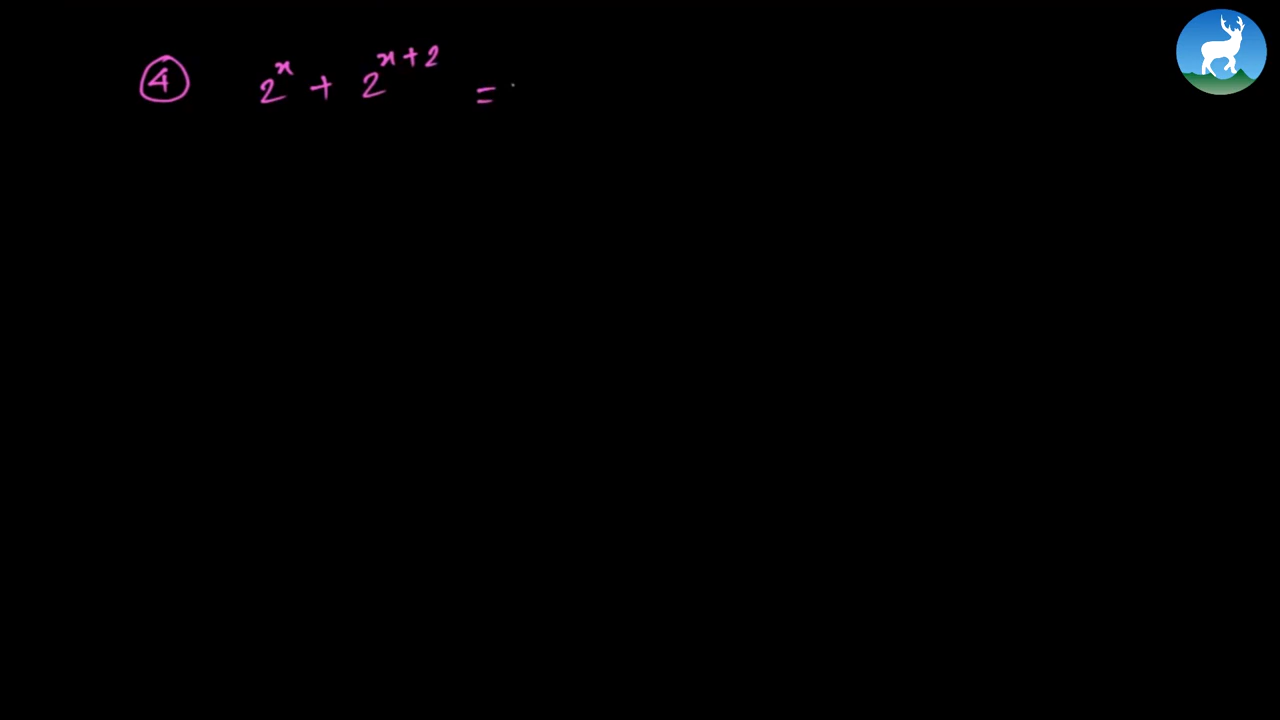 ④ 2^x + 2^{x+2} =